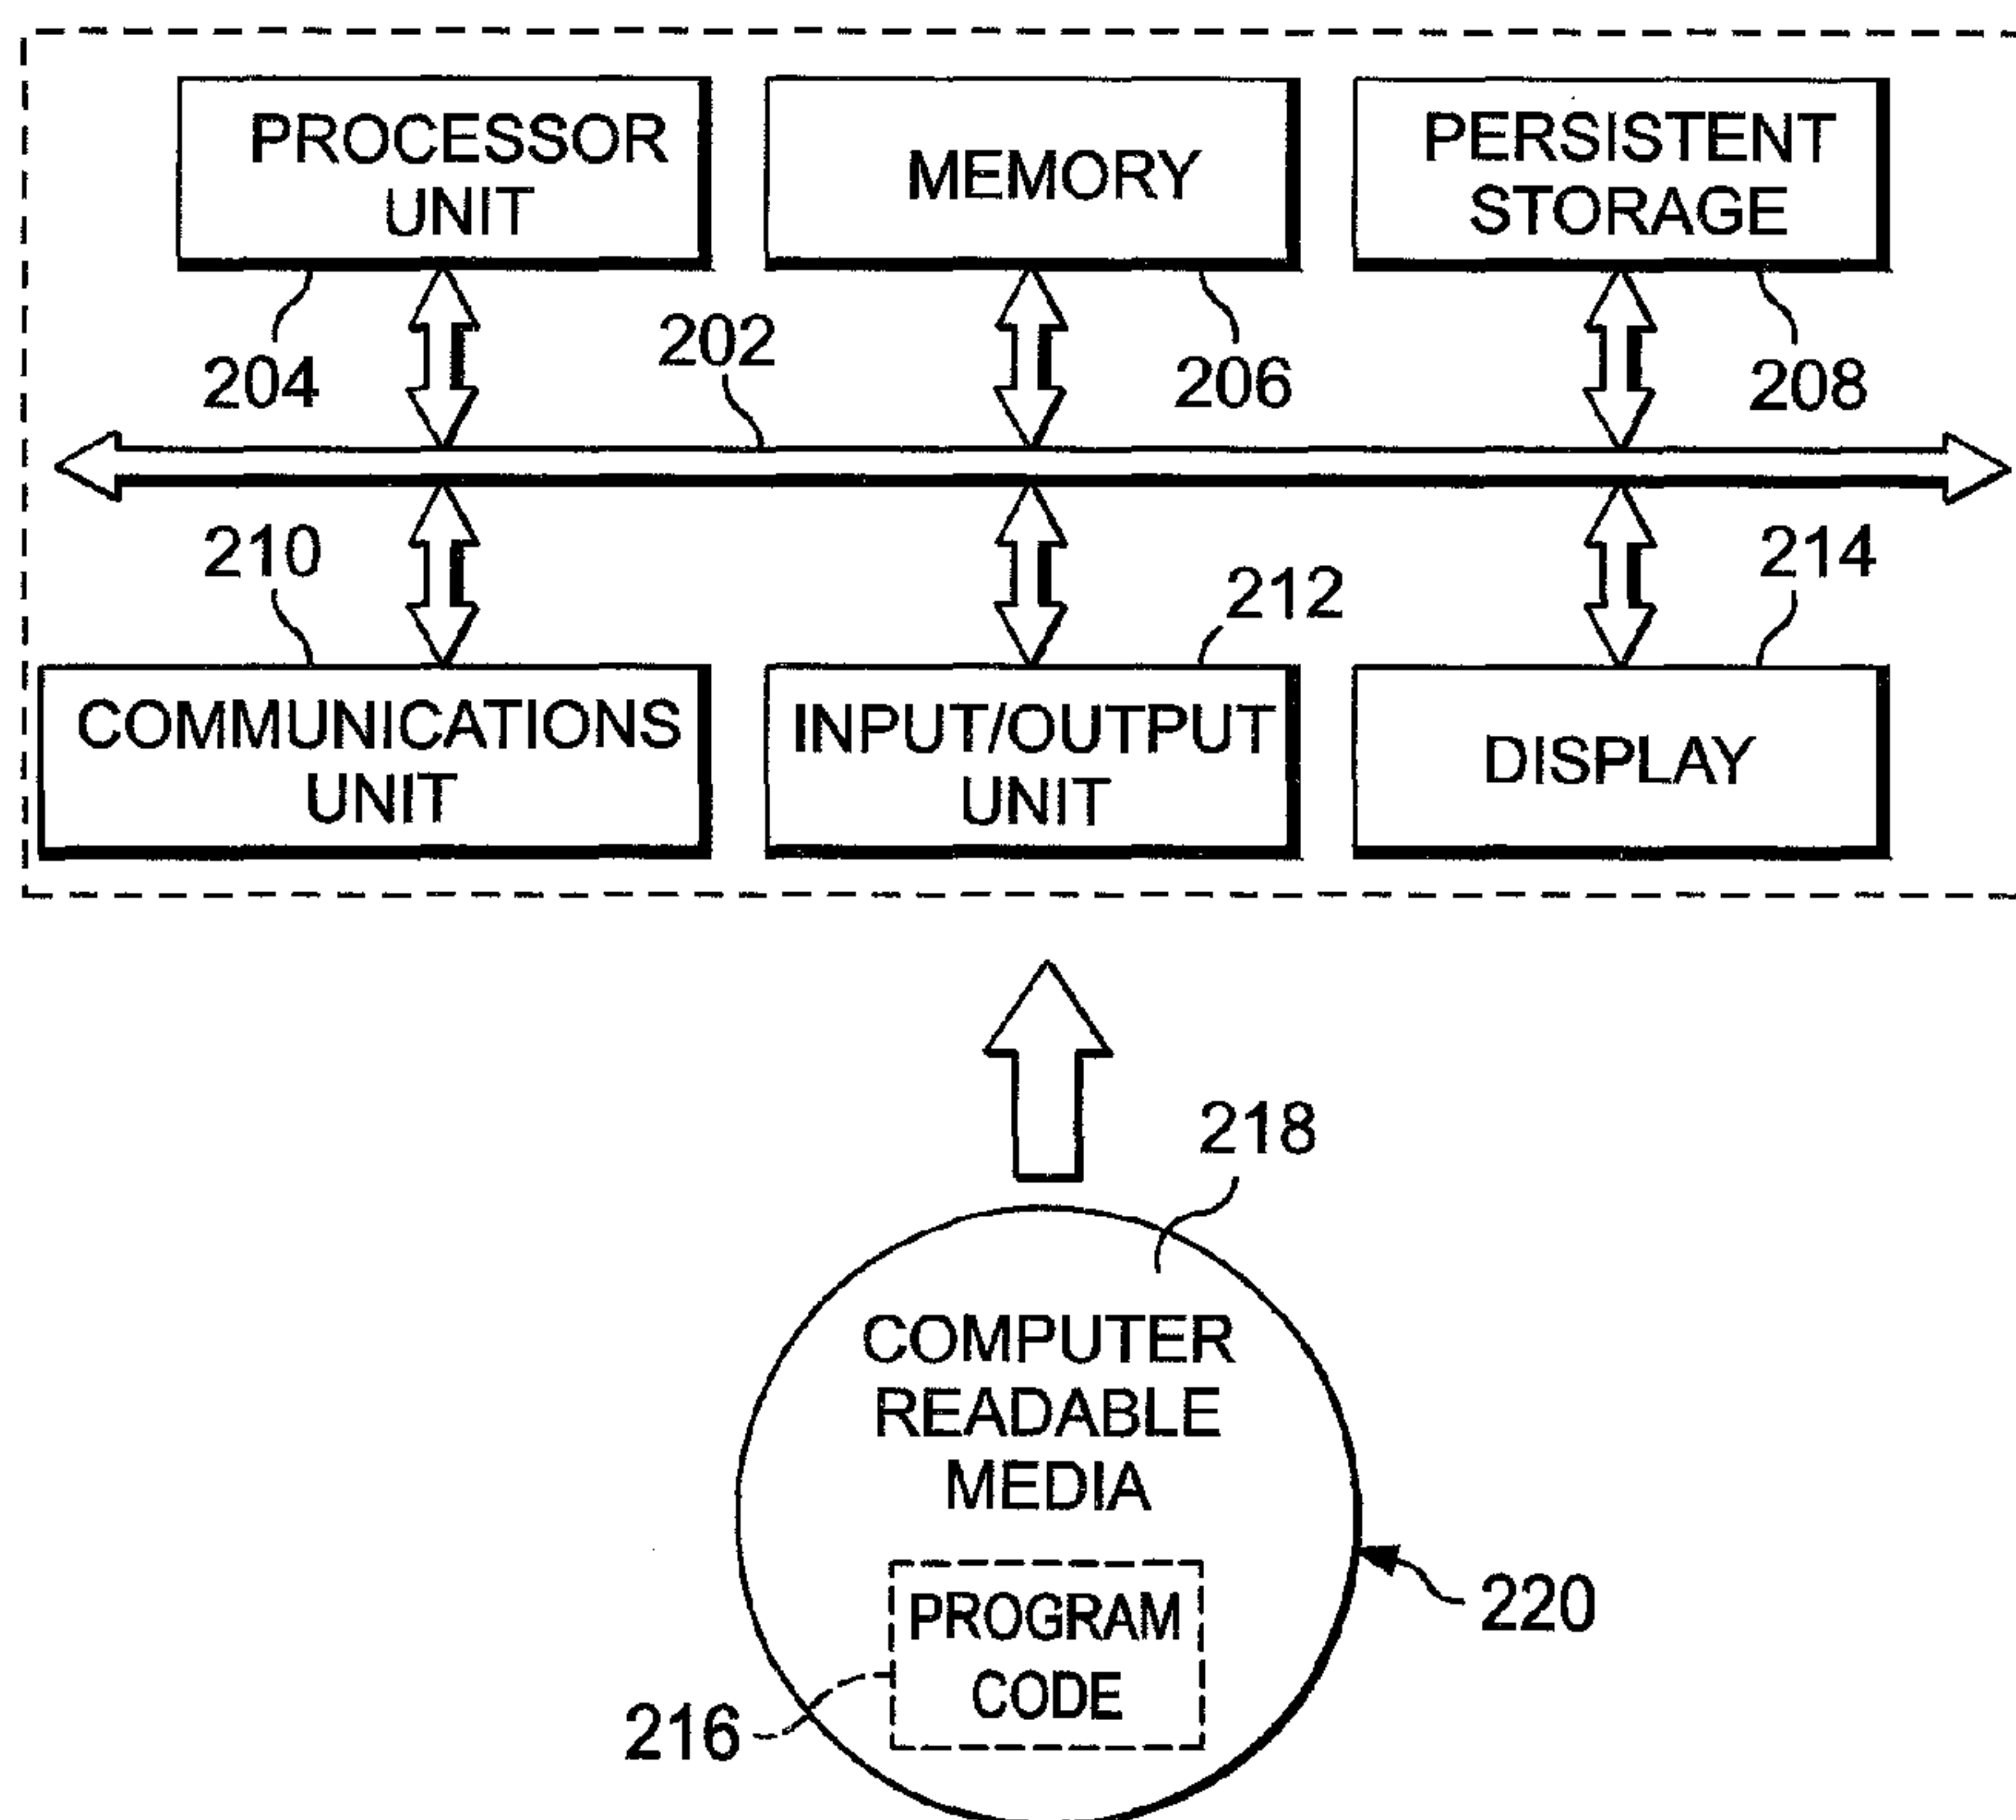 PROCESSOR
UNIT
MEMORY
PERSISTENT
STORAGE
204
202
206
208
210
212
214
COMMUNICATIONS
UNIT
INPUT/OUTPUT
UNIT
DISPLAY
218
COMPUTER
READABLE
MEDIA
PROGRAM
CODE
220
216